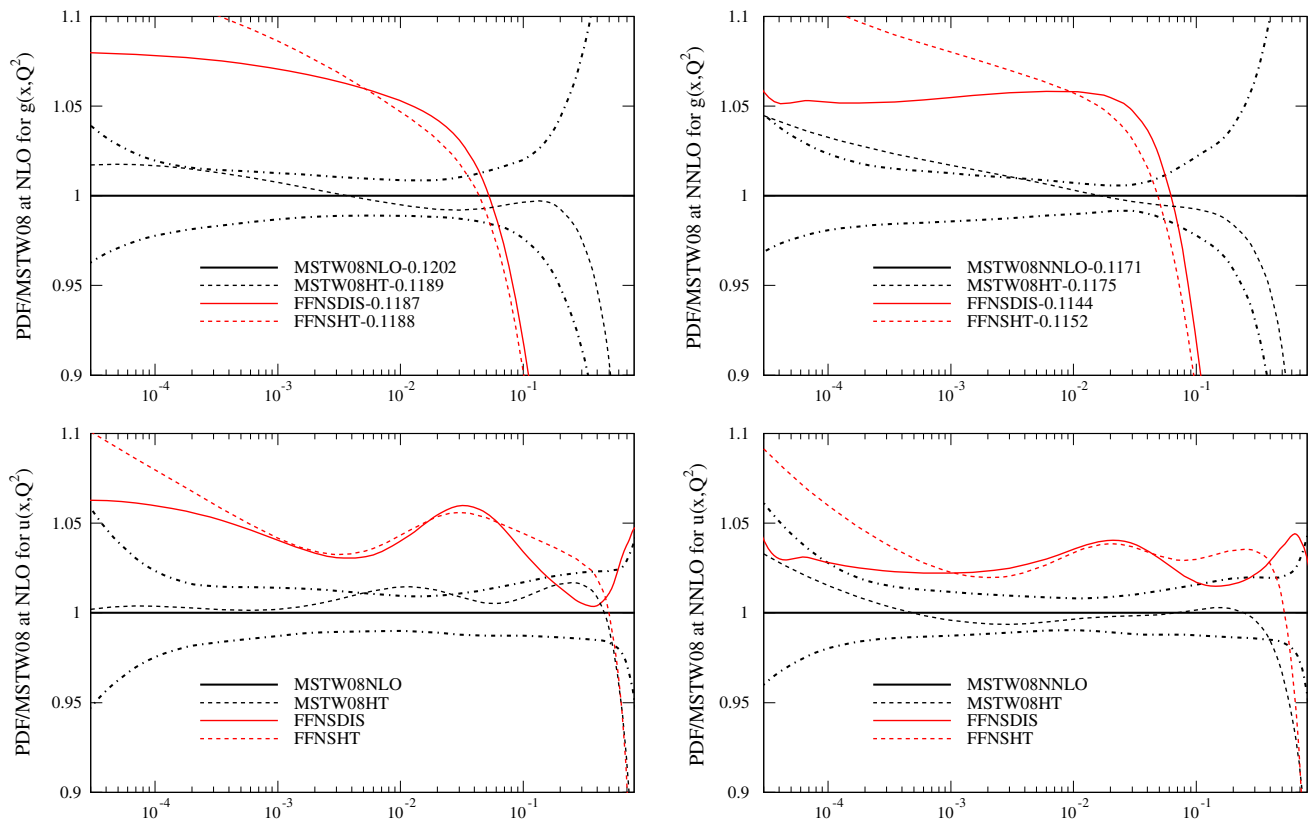 1.1
1.05
1
0.95
0.9
PDF/MSTW08 at NLO for g(x,Q²)
MSTW08NLO-0.1202
MSTW08HT-0.1189
FFNSDIS-0.1187
FFNSHT-0.1188
10⁻⁴ 10⁻³ 10⁻² 10⁻¹
1.1
1.05
1
0.95
0.9
PDF/MSTW08 at NNLO for g(x,Q²)
MSTW08NNLO-0.1171
MSTW08HT-0.1175
FFNSDIS-0.1144
FFNSHT-0.1152
10⁻⁴ 10⁻³ 10⁻² 10⁻¹
1.1
1.05
1
0.95
0.9
PDF/MSTW08 at NLO for u(x,Q²)
MSTW08NLO
MSTW08HT
FFNSDIS
FFNSHT
10⁻⁴ 10⁻³ 10⁻² 10⁻¹
1.1
1.05
1
0.95
0.9
PDF/MSTW08 at NNLO for u(x,Q²)
MSTW08NNLO
MSTW08HT
FFNSDIS
FFNSHT
10⁻⁴ 10⁻³ 10⁻² 10⁻¹